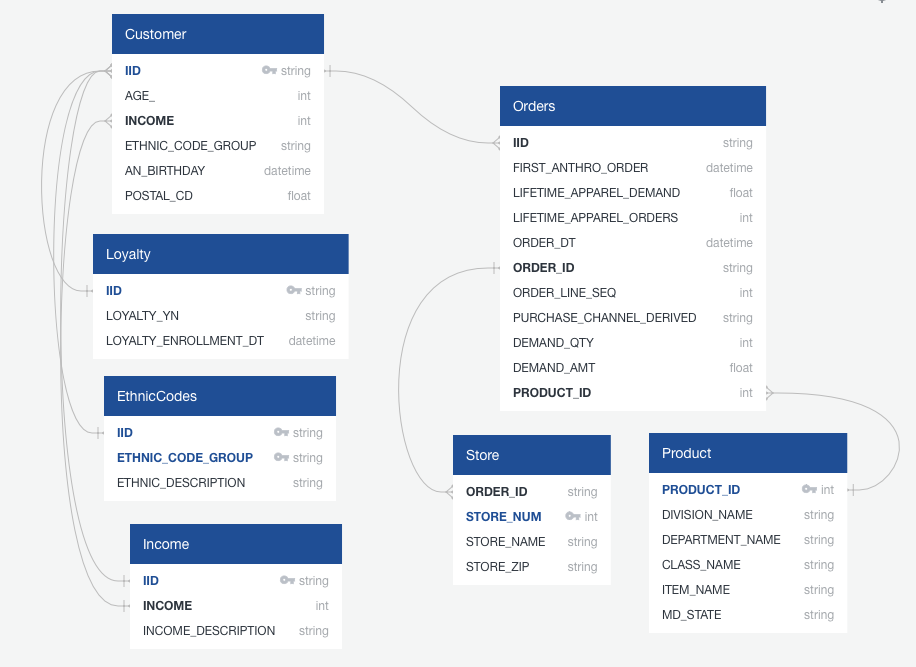 Customer
IID string
AGE_ int
INCOME int
ETHNIC_CODE_GROUP string
AN_BIRTHDAY datetime
POSTAL_CD float
Loyalty
IID string
LOYALTY_YN string
LOYALTY_ENROLLMENT_DT datetime
EthnicCodes
IID string
ETHNIC_CODE_GROUP string
ETHNIC_DESCRIPTION string
Income
IID string
INCOME int
INCOME_DESCRIPTION string
Orders
IID string
FIRST_ANTHRO_ORDER datetime
LIFETIME_APPAREL_DEMAND float
LIFETIME_APPAREL_ORDERS int
ORDER_DT datetime
ORDER_ID string
ORDER_LINE_SEQ int
PURCHASE_CHANNEL_DERIVED string
DEMAND_QTY int
DEMAND_AMT float
PRODUCT_ID int
Store
ORDER_ID string
STORE_NUM int
STORE_NAME string
STORE_ZIP string
Product
PRODUCT_ID int
DIVISION_NAME string
DEPARTMENT_NAME string
CLASS_NAME string
ITEM_NAME string
MD_STATE string